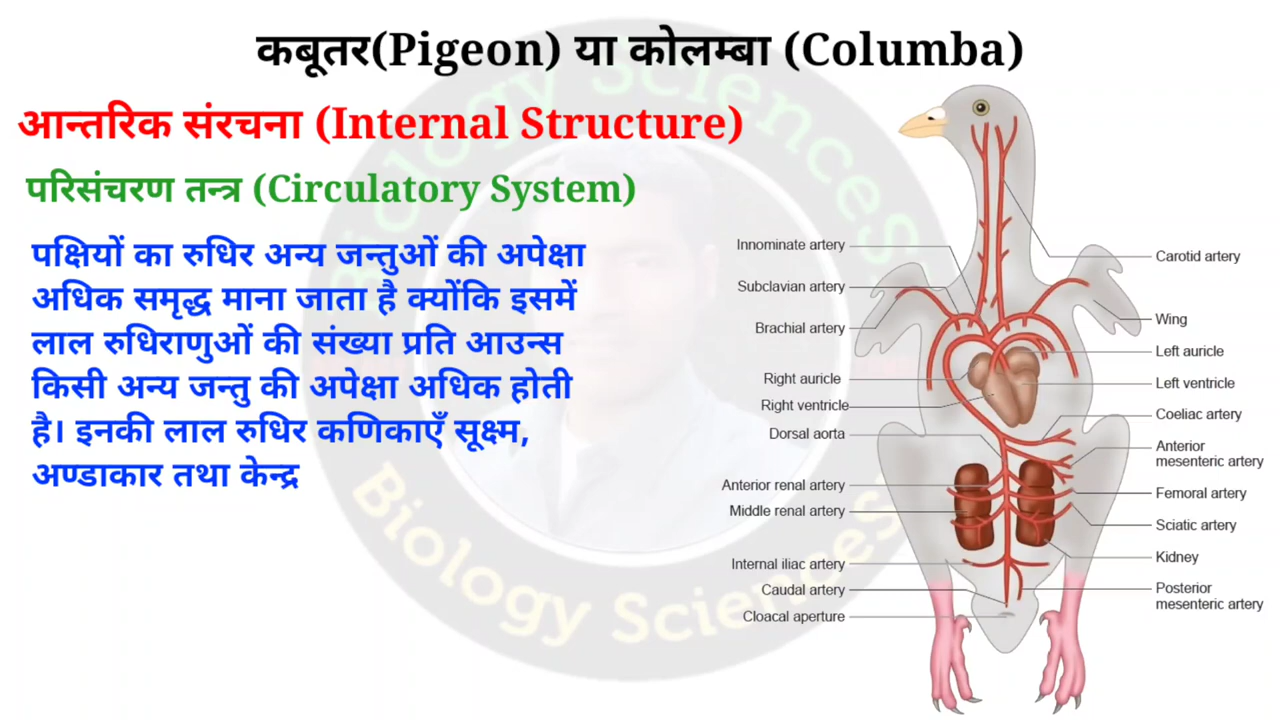 कबूतर(Pigeon) या कोलम्बा (Columba)
आन्तरिक संरचना (Internal Structure)
परिसंचरण तन्त्र (Circulatory System)
पक्षियों का रुधिर अन्य जन्तुओं की अपेक्षा
अधिक समृद्ध माना जाता है क्योंकि इसमें
लाल रुधिराणुओं की संख्या प्रति आउन्स
किसी अन्य जन्तु की अपेक्षा अधिक होती
है। इनकी लाल रुधिर कणिकाएँ सूक्ष्म,
अण्डाकार तथा केन्द्र
Innominate artery
Subclavian artery
Brachial artery
Right auricle
Right ventricle
Dorsal aorta
Anterior renal artery
Middle renal artery
Internal iliac artery
Caudal artery
Cloacal aperture
Carotid artery
Wing
Left auricle
Left ventricle
Coeliac artery
Anterior
mesenteric artery
Femoral artery
Sciatic artery
Kidney
Posterior
mesenteric artery
Biology Sciences
Biology Sciences